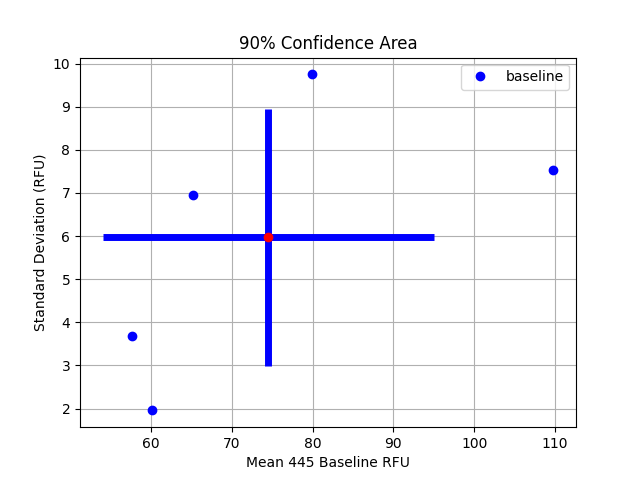 90% Confidence Area
baseline
Standard Deviation (RFU)
10
9
8
7
6
5
4
3
2
60 70 80 90 100 110
Mean 445 Baseline RFU